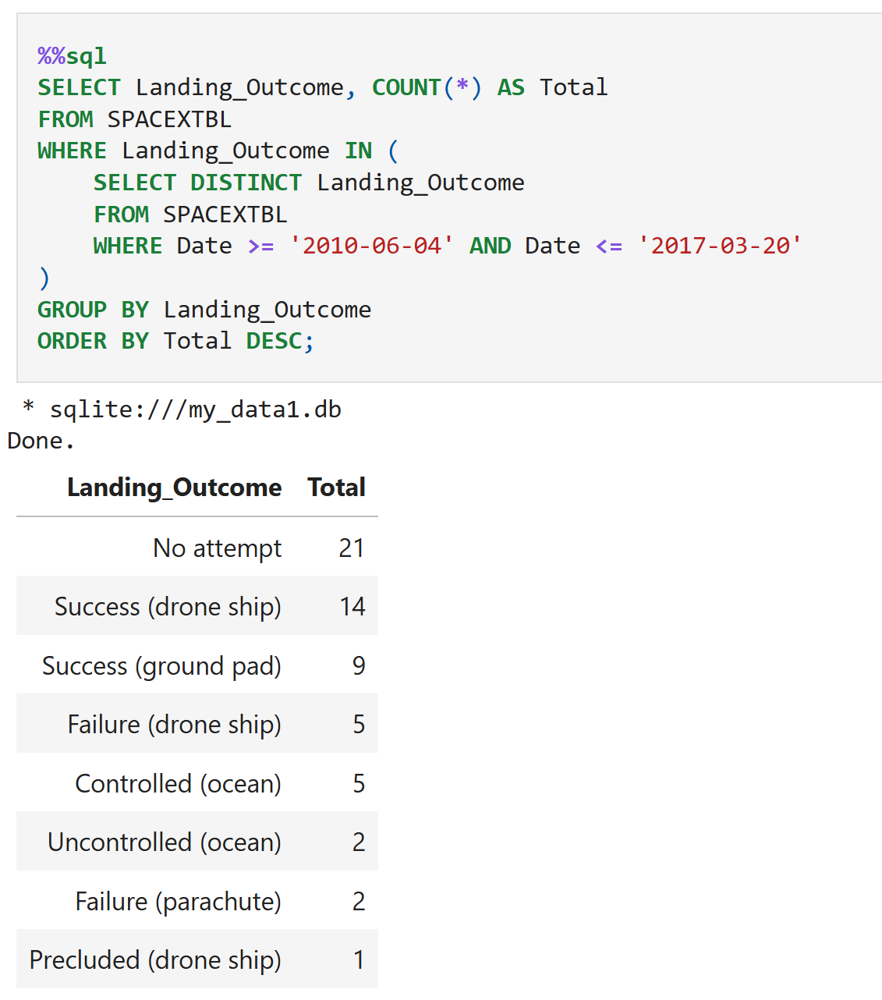 %%sql
SELECT Landing_Outcome, COUNT(*) AS Total
FROM SPACEXTBL
WHERE Landing_Outcome IN (
    SELECT DISTINCT Landing_Outcome
    FROM SPACEXTBL
    WHERE Date >= '2010-06-04' AND Date <= '2017-03-20'
)
GROUP BY Landing_Outcome
ORDER BY Total DESC;
* sqlite:///my_data1.db
Done.
Landing_Outcome Total
No attempt 21
Success (drone ship) 14
Success (ground pad) 9
Failure (drone ship) 5
Controlled (ocean) 5
Uncontrolled (ocean) 2
Failure (parachute) 2
Precluded (drone ship) 1